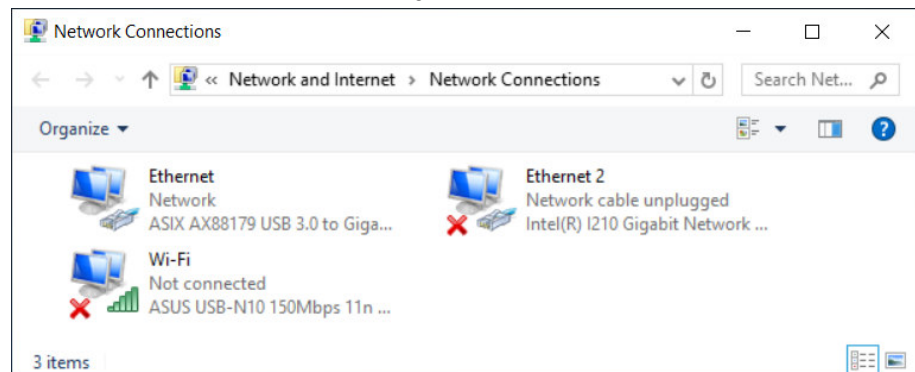 Network Connections
« Network and Internet › Network Connections
Search Net...
Organize
Ethernet
Network
ASIX AX88179 USB 3.0 to Giga...
Ethernet 2
Network cable unplugged
Intel(R) I210 Gigabit Network ...
Wi-Fi
Not connected
ASUS USB-N10 150Mbps 11n ...
3 items